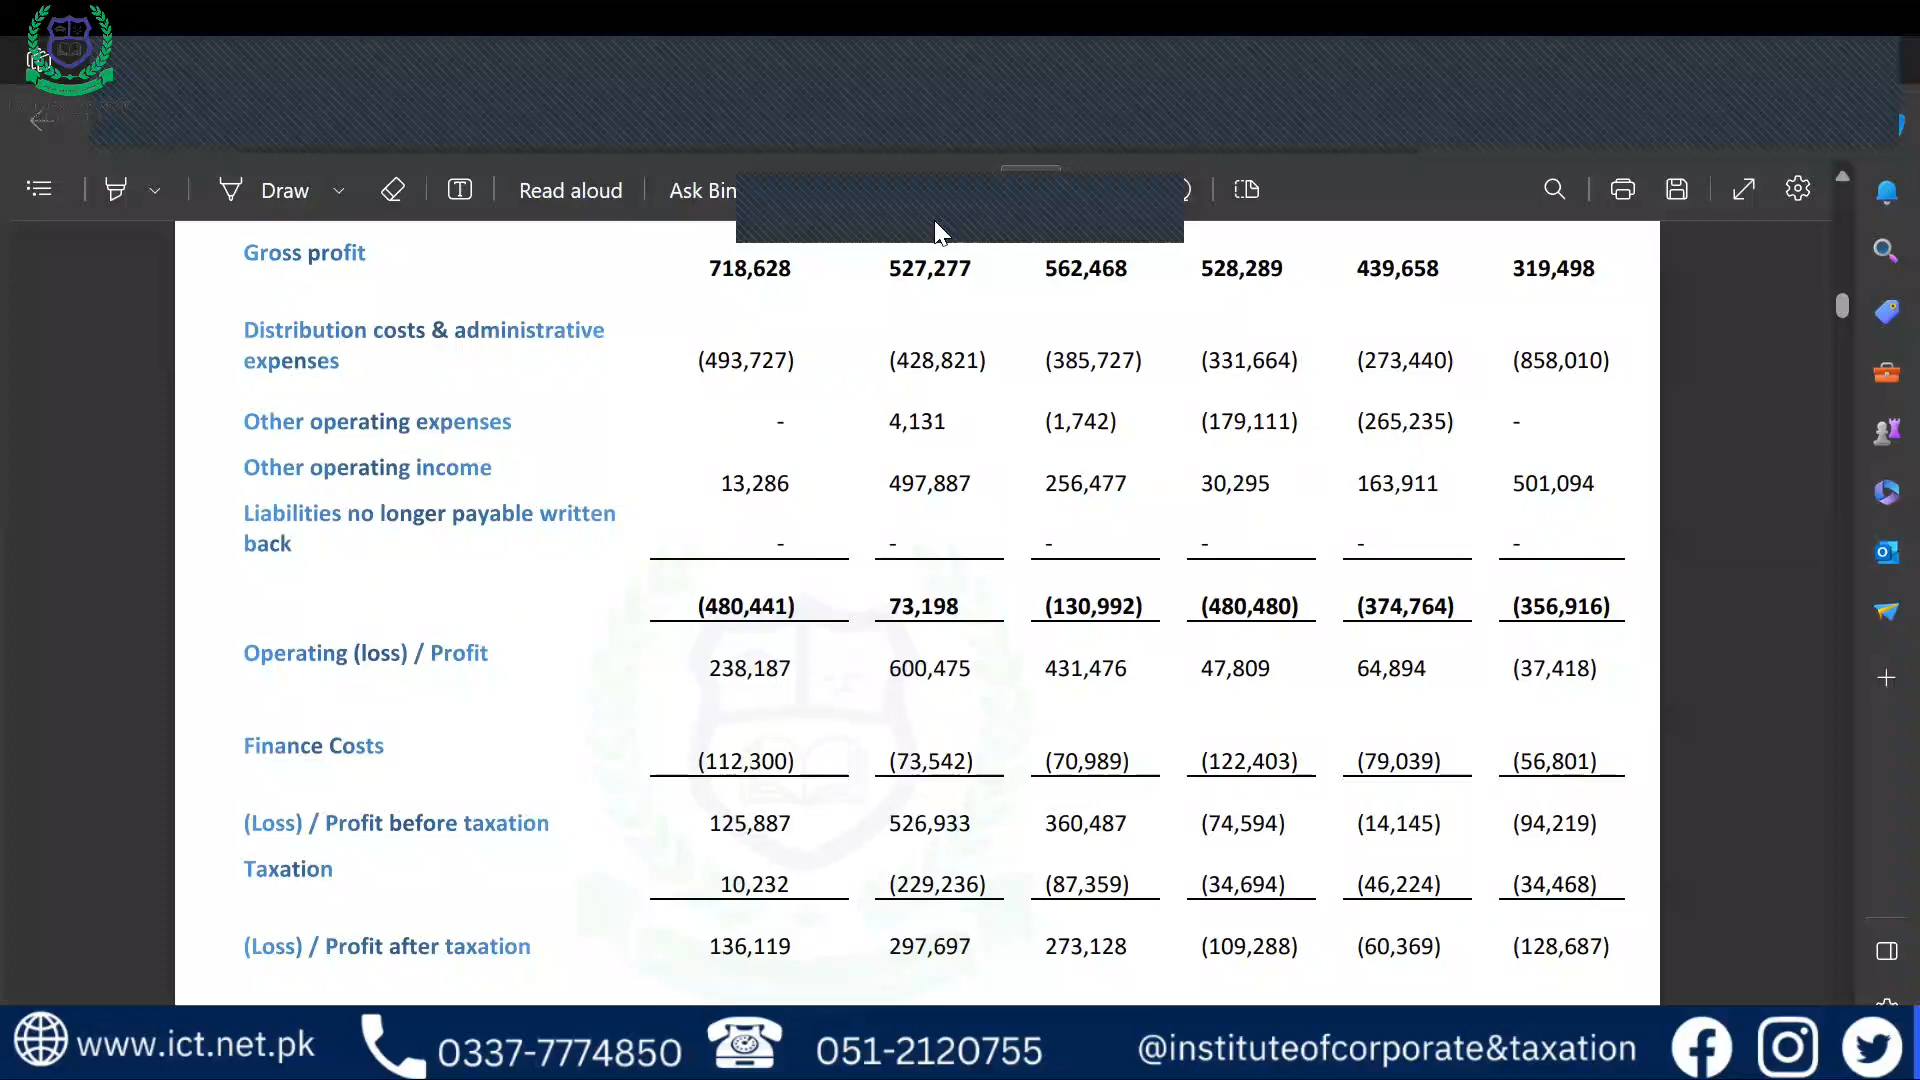 Draw
Read aloud
Ask Bin
Gross profit 718,628 527,277 562,468 528,289 439,658 319,498
Distribution costs & administrative
expenses (493,727) (428,821) (385,727) (331,664) (273,440) (858,010)
Other operating expenses - 4,131 (1,742) (179,111) (265,235) -
Other operating income 13,286 497,887 256,477 30,295 163,911 501,094
Liabilities no longer payable written
back - - - - - -
(480,441) 73,198 (130,992) (480,480) (374,764) (356,916)
Operating (loss) / Profit 238,187 600,475 431,476 47,809 64,894 (37,418)
Finance Costs (112,300) (73,542) (70,989) (122,403) (79,039) (56,801)
(Loss) / Profit before taxation 125,887 526,933 360,487 (74,594) (14,145) (94,219)
Taxation 10,232 (229,236) (87,359) (34,694) (46,224) (34,468)
(Loss) / Profit after taxation 136,119 297,697 273,128 (109,288) (60,369) (128,687)
www.ict.net.pk 0337-7774850 051-2120755 @instituteofcorporate&taxation